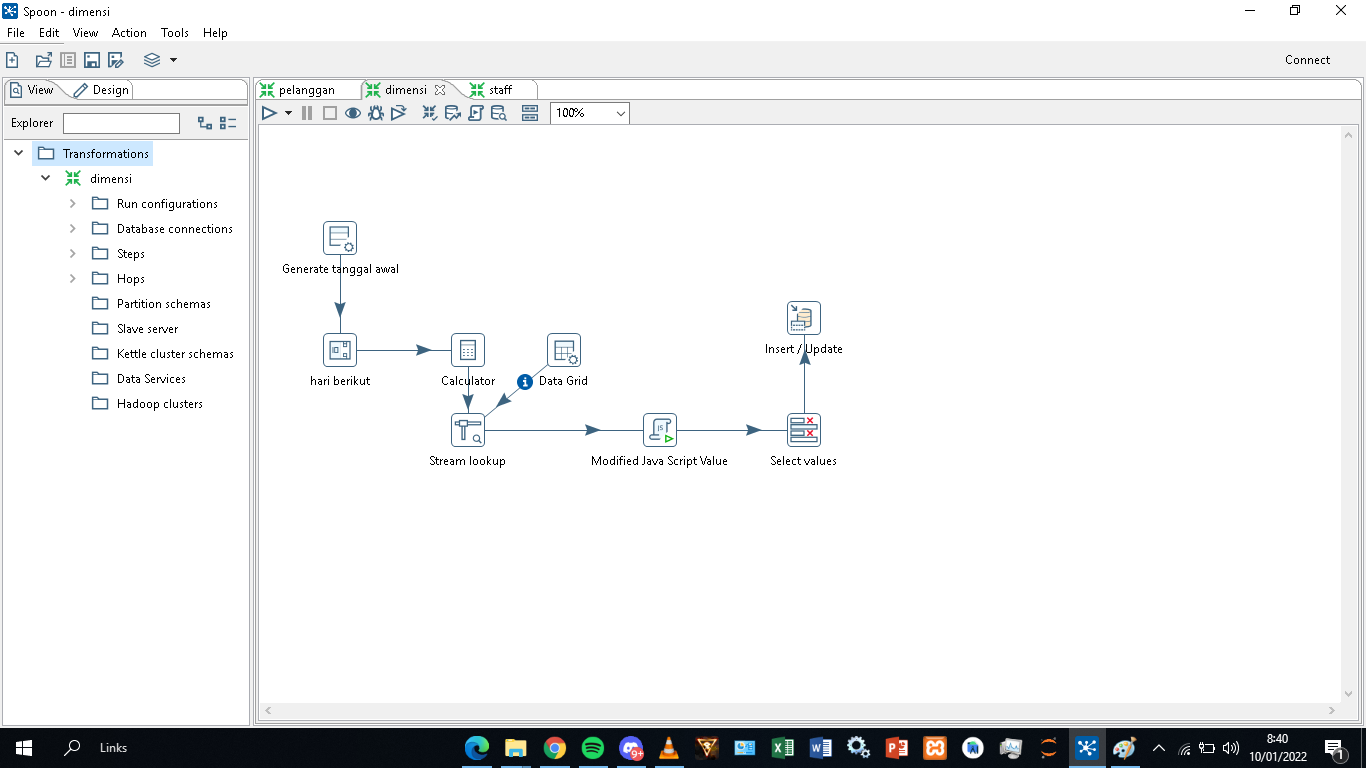 Spoon - dimensi
File Edit View Action Tools Help
Connect
View Design
pelanggan dimensi staff
Explorer
100%
Transformations
dimensi
Run configurations
Database connections
Steps
Hops
Partition schemas
Slave server
Kettle cluster schemas
Data Services
Hadoop clusters
Generate tanggal awal
Insert / Update
hari berikut Calculator Data Grid
Stream lookup Modified Java Script Value Select values
Links
8:40
10/01/2022
1